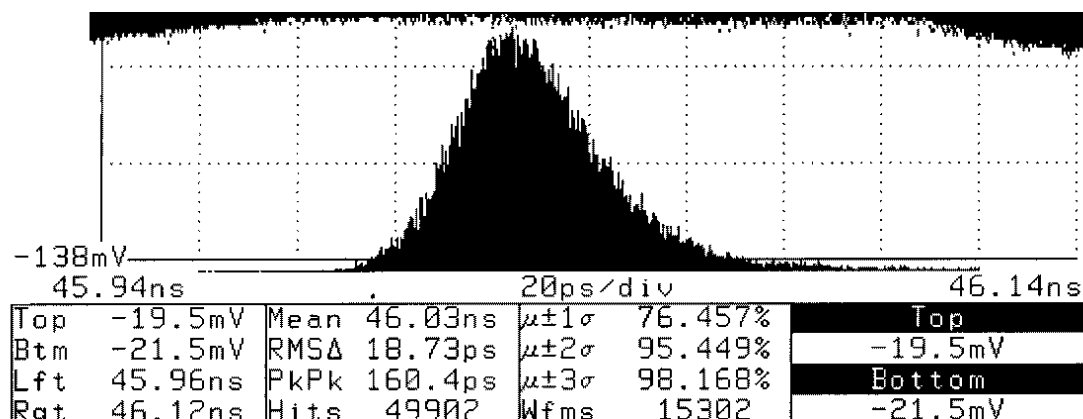 -138mV
45.94ns 20ps/div 46.14ns
Top -19.5mV Mean 46.03ns μ±1σ 76.457% Top
Btm -21.5mV RMSΔ 18.73ps μ±2σ 95.449% -19.5mV
Lft 45.96ns PkPk 160.4ps μ±3σ 98.168% Bottom
Rgt 46.12ns Hits 49902 Wfms 15302 -21.5mV